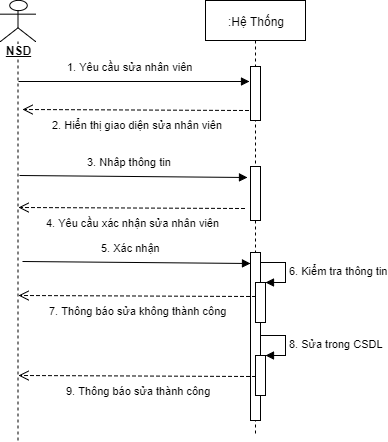 :Hệ Thống
NSD
1. Yêu cầu sửa nhân viên
2. Hiển thị giao diện sửa nhân viên
3. Nhâp thông tin
4. Yêu cầu xác nhận sửa nhân viên
5. Xác nhận
6. Kiểm tra thông tin
7. Thông báo sửa không thành công
8. Sửa trong CSDL
9. Thông báo sửa thành công